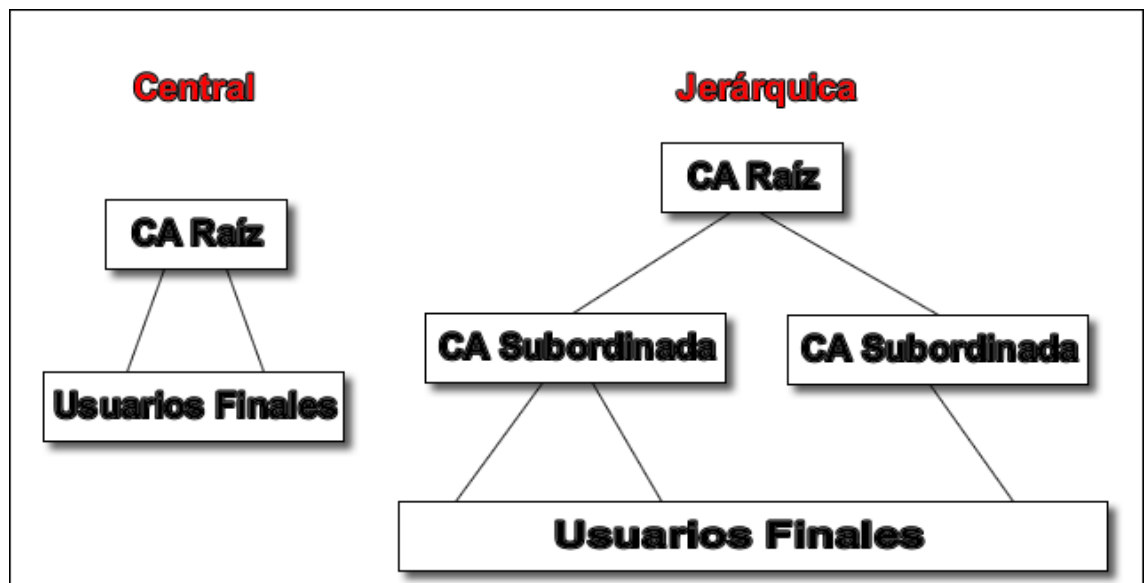 Central
CA Raíz
Usuarios Finales
Jerárquica
CA Raíz
CA Subordinada
CA Subordinada
Usuarios Finales